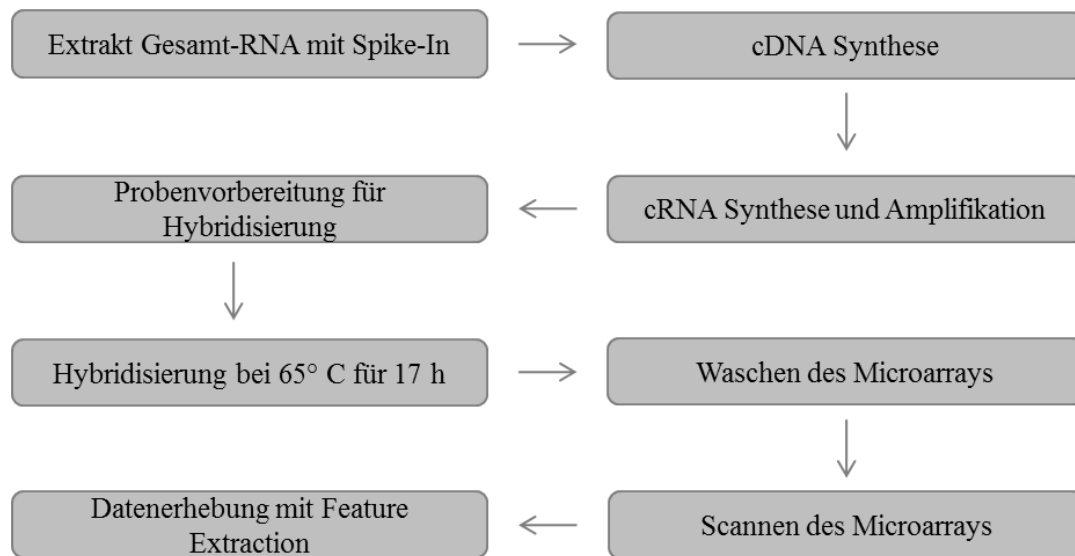 Extrakt Gesamt-RNA mit Spike-In
cDNA Synthese
cRNA Synthese und Amplifikation
Probenvorbereitung für
Hybridisierung
Hybridisierung bei 65° C für 17 h
Waschen des Microarrays
Scannen des Microarrays
Datenerhebung mit Feature
Extraction